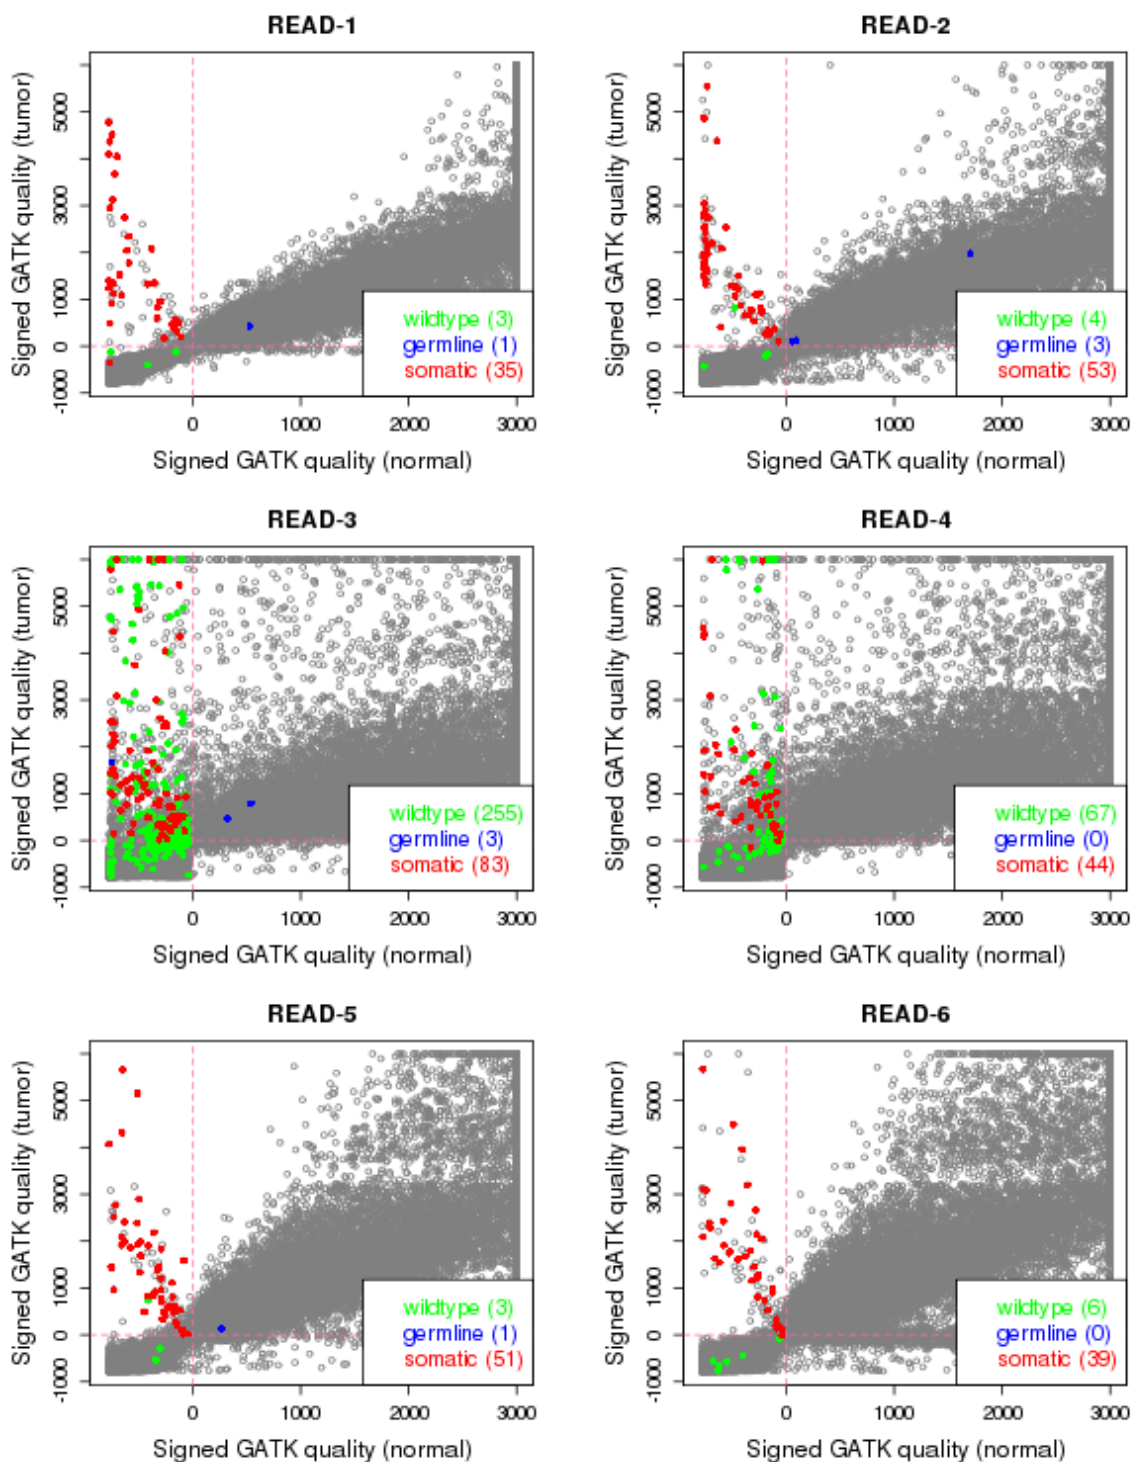 READ-1
Signed GATK quality (tumor)
5000
3000
1000
0
-1000
wildtype (3)
germline (1)
somatic (35)
0 1000 2000 3000
Signed GATK quality (normal)
READ-2
Signed GATK quality (tumor)
5000
3000
1000
0
-1000
wildtype (4)
germline (3)
somatic (53)
0 1000 2000 3000
Signed GATK quality (normal)
READ-3
Signed GATK quality (tumor)
5000
3000
1000
0
-1000
wildtype (255)
germline (3)
somatic (83)
0 1000 2000 3000
Signed GATK quality (normal)
READ-4
Signed GATK quality (tumor)
5000
3000
1000
0
-1000
wildtype (67)
germline (0)
somatic (44)
0 1000 2000 3000
Signed GATK quality (normal)
READ-5
Signed GATK quality (tumor)
5000
3000
1000
0
-1000
wildtype (3)
germline (1)
somatic (51)
0 1000 2000 3000
Signed GATK quality (normal)
READ-6
Signed GATK quality (tumor)
5000
3000
1000
0
-1000
wildtype (6)
germline (0)
somatic (39)
0 1000 2000 3000
Signed GATK quality (normal)